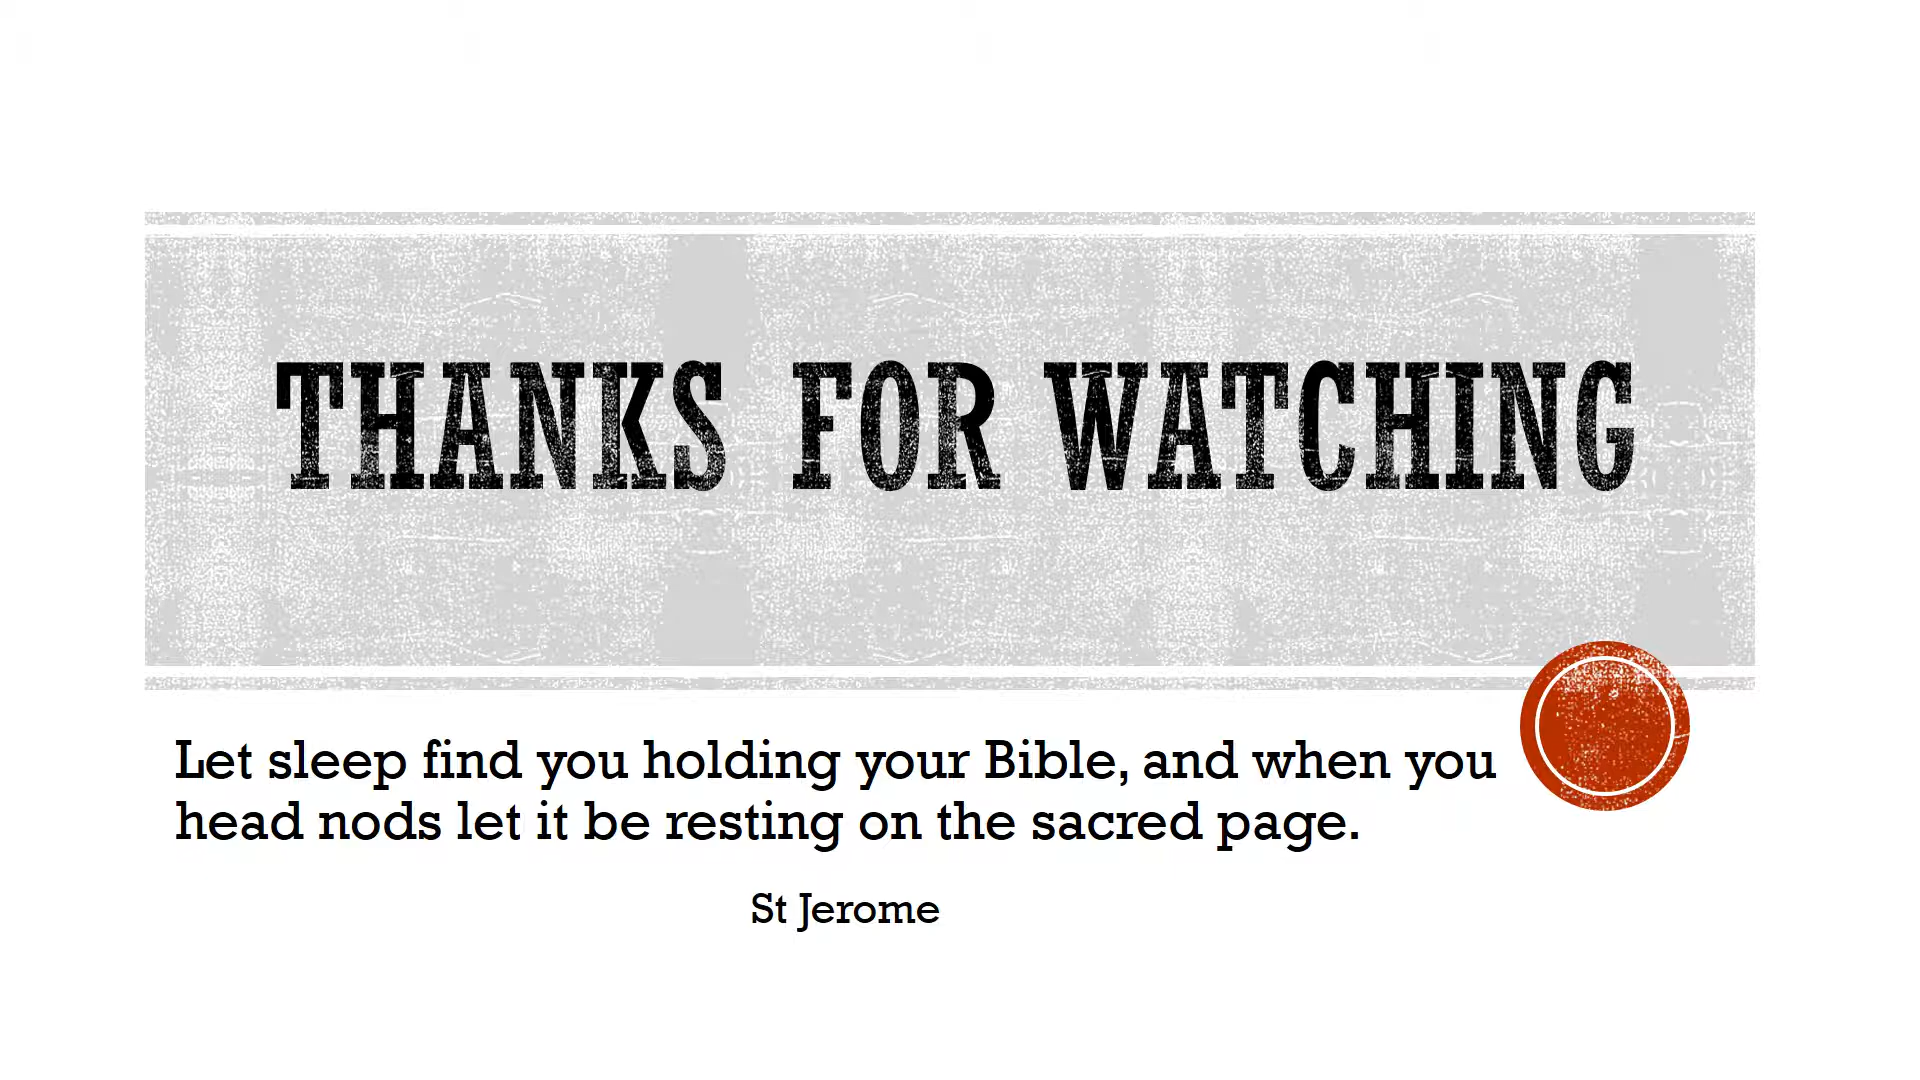 THANKS FOR WATCHING
Let sleep find you holding your Bible, and when you
head nods let it be resting on the sacred page.
St Jerome